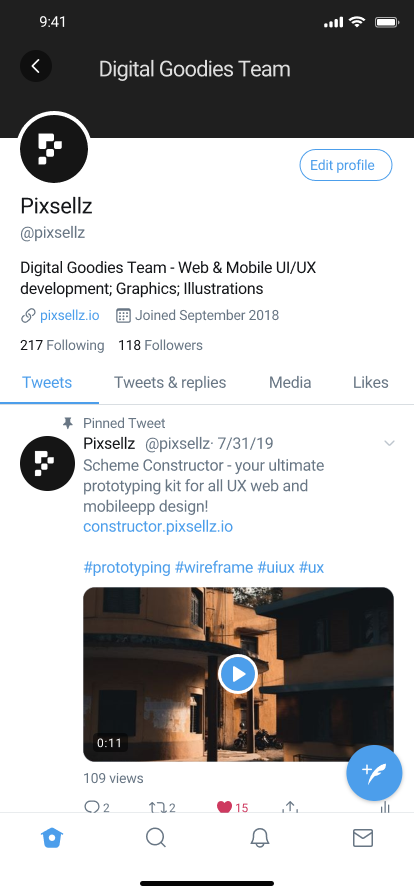 9:41
Digital Goodies Team
Edit profile
Pixsellz
@pixsellz
Digital Goodies Team - Web & Mobile UI/UX
development; Graphics; Illustrations
pixsellz.io Joined September 2018
217 Following 118 Followers
Tweets Tweets & replies Media Likes
Pinned Tweet
Pixsellz @pixsellz· 7/31/19
Scheme Constructor - your ultimate
prototyping kit for all UX web and
mobileepp design!
constructor.pixsellz.io
#prototyping #wireframe #uiux #ux
0:11
109 views
2 2 15